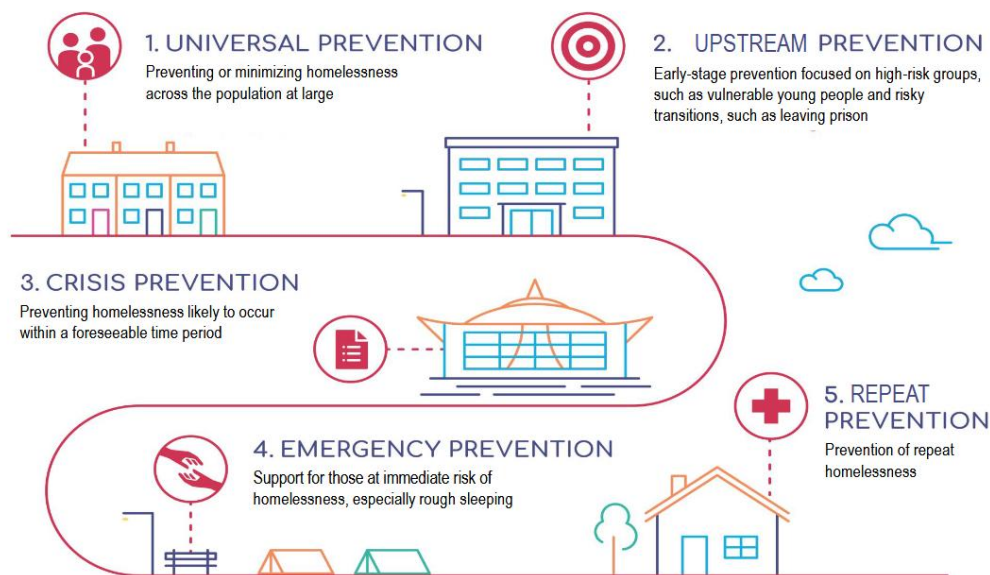 1. UNIVERSAL PREVENTION
Preventing or minimizing homelessness
across the population at large
2. UPSTREAM PREVENTION
Early-stage prevention focused on high-risk groups,
such as vulnerable young people and risky
transitions, such as leaving prison
3. CRISIS PREVENTION
Preventing homelessness likely to occur
within a foreseeable time period
4. EMERGENCY PREVENTION
Support for those at immediate risk of
homelessness, especially rough sleeping
5. REPEAT
PREVENTION
Prevention of repeat
homelessness